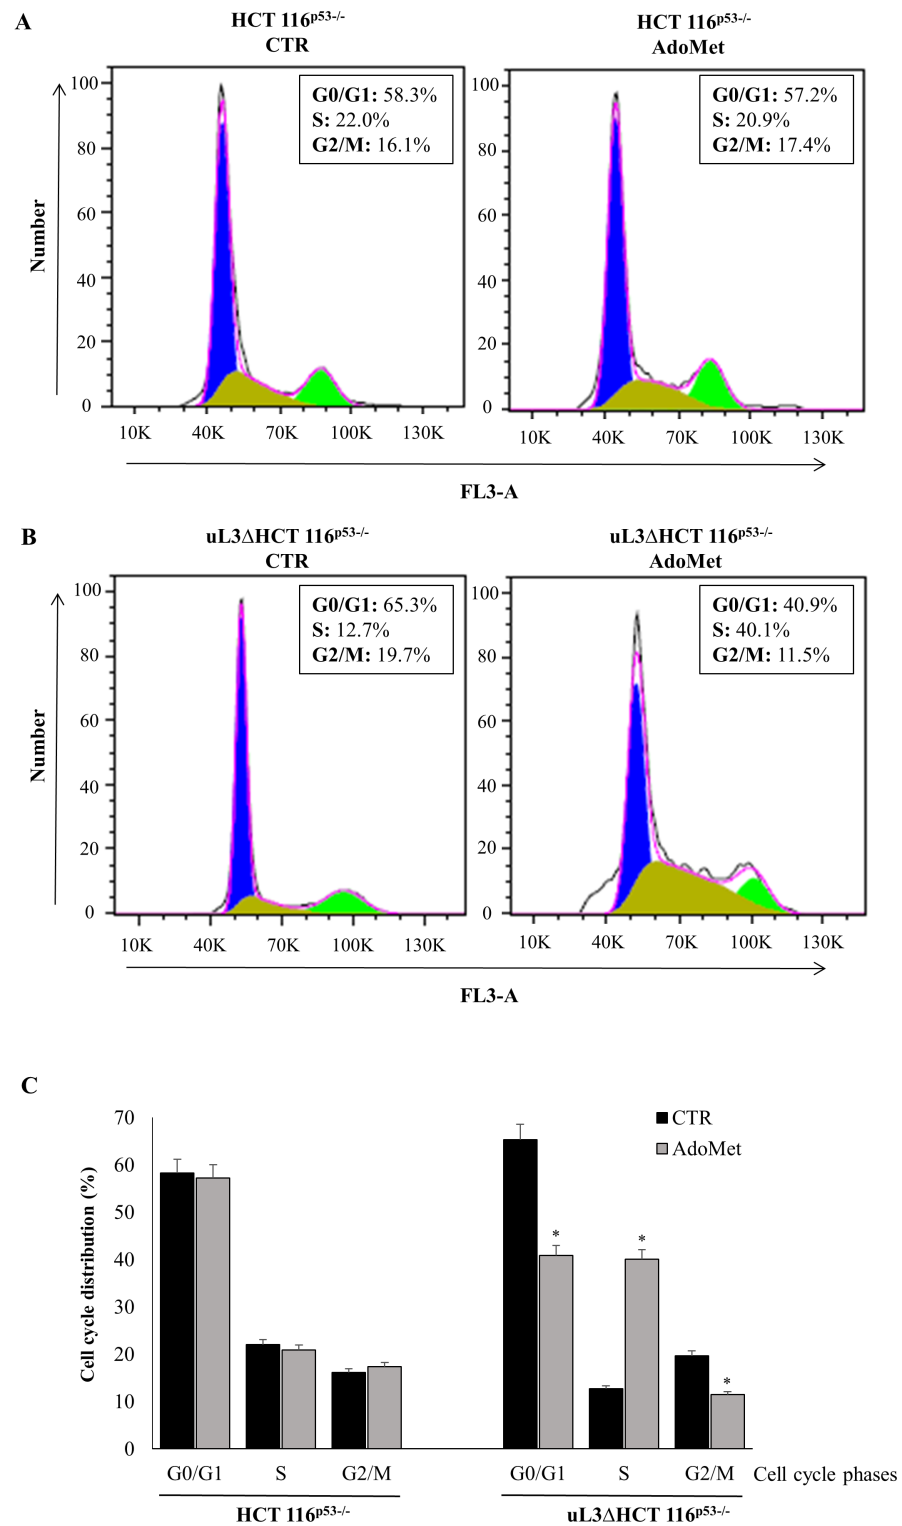 A
HCT 116p53-/-
CTR
HCT 116p53-/-
AdoMet
G0/G1: 58.3%
S: 22.0%
G2/M: 16.1%
G0/G1: 57.2%
S: 20.9%
G2/M: 17.4%
Number
100
80
60
40
20
0
100
80
60
40
20
0
10K 40K 70K 100K 130K
10K 40K 70K 100K 130K
FL3-A
B
uL3ΔHCT 116p53-/-
CTR
uL3ΔHCT 116p53-/-
AdoMet
G0/G1: 65.3%
S: 12.7%
G2/M: 19.7%
G0/G1: 40.9%
S: 40.1%
G2/M: 11.5%
Number
100
80
60
40
20
0
100
80
60
40
20
0
10K 40K 70K 100K 130K
10K 40K 70K 100K 130K
FL3-A
C
Cell cycle distribution (%)
70
60
50
40
30
20
10
0
CTR
AdoMet
*
*
*
G0/G1 S G2/M G0/G1 S G2/M Cell cycle phases
HCT 116p53-/- uL3ΔHCT 116p53-/-